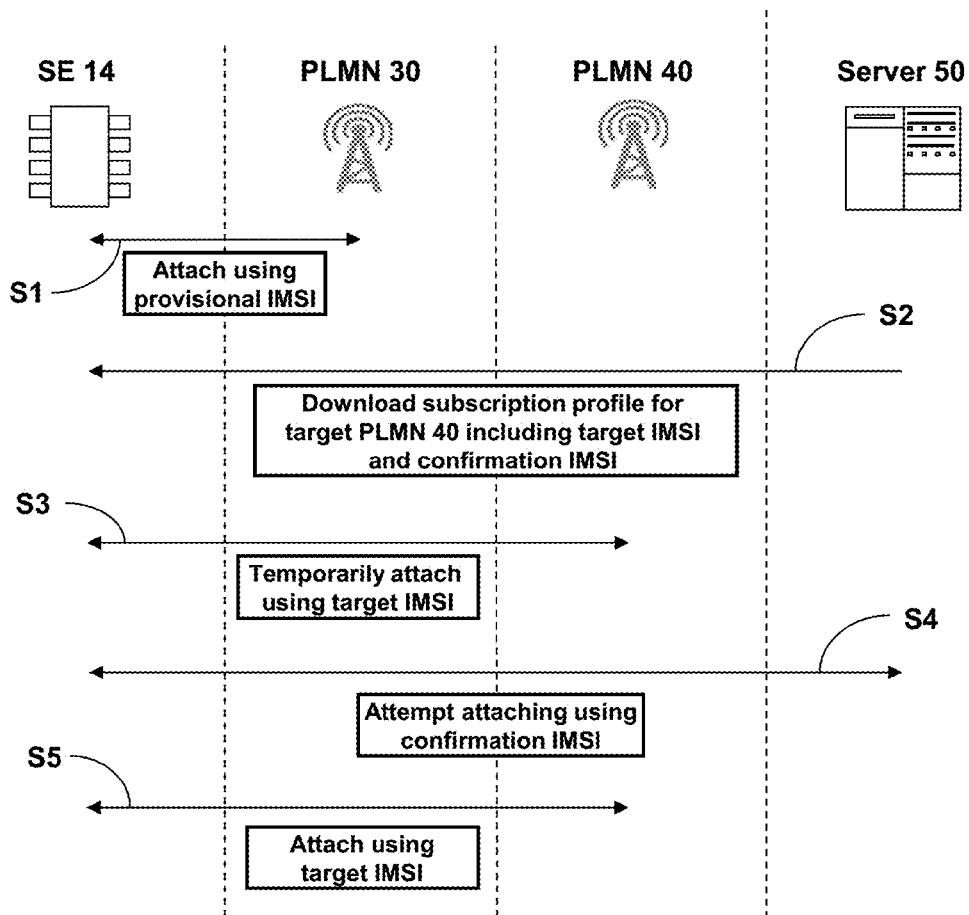 SE 14
PLMN 30
PLMN 40
Server 50
S1
Attach using
provisional IMSI
S2
Download subscription profile for
target PLMN 40 including target IMSI
and confirmation IMSI
S3
Temporarily attach
using target IMSI
S4
Attempt attaching using
confirmation IMSI
S5
Attach using
target IMSI